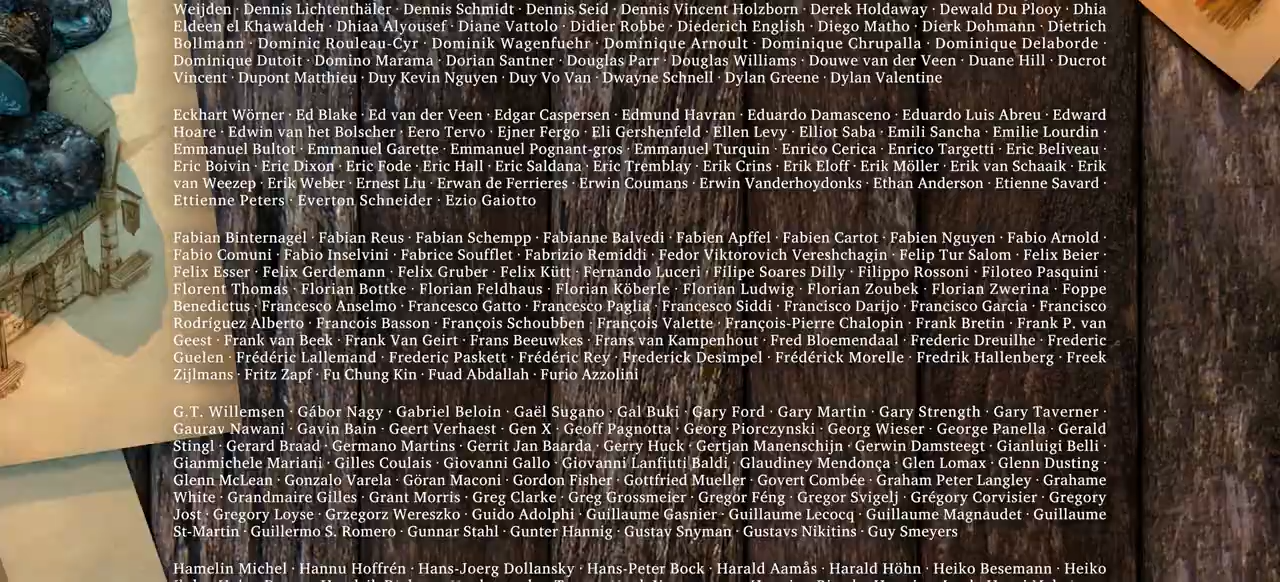 Weijden · Dennis Lichtenthäler · Dennis Schmidt · Dennis Seid · Dennis Vincent Holzborn · Derek Holdaway · Dewald Du Plooy · Dhia
Eldeen el Khawaldeh · Dhiaa Alyousef · Diane Vattolo · Didier Robbe · Diederich English · Diego Matho · Dierk Dohmann · Dietrich
Bollmann · Dominic Rouleau-Cyr · Dominik Wagenfuehr · Dominique Arnoult · Dominique Chrupalla · Dominique Delaborde ·
Dominique Dutoit · Domino Marama · Dorian Santner · Douglas Parr · Douglas Williams · Douwe van der Veen · Duane Hill · Ducrot
Vincent · Dupont Matthieu · Duy Kevin Nguyen · Duy Vo Van · Dwayne Schnell · Dylan Greene · Dylan Valentine
Eckhart Wörner · Ed Blake · Ed van der Veen · Edgar Caspersen · Edmund Havran · Eduardo Damasceno · Eduardo Luis Abreu · Edward
Hoare · Edwin van het Bolscher · Eero Tervo · Ejner Fergo · Eli Gershenfeld · Ellen Levy · Elliot Saba · Emili Sancha · Emilie Lourdin ·
Emmanuel Bultot · Emmanuel Garette · Emmanuel Pognant-gros · Emmanuel Turquin · Enrico Cerica · Enrico Targetti · Eric Beliveau ·
Eric Boivin · Eric Dixon · Eric Fode · Eric Hall · Eric Saldana · Eric Tremblay · Erik Crins · Erik Eloff · Erik Möller · Erik van Schaaik · Erik
van Weezep · Erik Weber · Ernest Liu · Erwan de Ferrieres · Erwin Coumans · Erwin Vanderhoydonks · Ethan Anderson · Etienne Savard ·
Ettienne Peters · Everton Schneider · Ezio Gaiotto
Fabian Binternagel · Fabian Reus · Fabian Schempp · Fabianne Balvedi · Fabien Apffel · Fabien Cartot · Fabien Nguyen · Fabio Arnold ·
Fabio Comuni · Fabio Inselvini · Fabrice Soufflet · Fabrizio Remiddi · Fedor Viktorovich Vereshchagin · Felip Tur Salom · Felix Beier ·
Felix Esser · Felix Gerdemann · Felix Gruber · Felix Kütt · Fernando Luceri · Filipe Soares Dilly · Filippo Rossoni · Filoteo Pasquini ·
Florent Thomas · Florian Bottke · Florian Feldhaus · Florian Köberle · Florian Ludwig · Florian Zoubek · Florian Zwerina · Foppe
Benedictus · Francesco Anselmo · Francesco Gatto · Francesco Paglia · Francesco Siddi · Francisco Darijo · Francisco Garcia · Francisco
Rodríguez Alberto · Francois Basson · François Schoubben · François Valette · François-Pierre Chalopin · Frank Bretin · Frank P. van
Geest · Frank van Beek · Frank Van Geirt · Frans Beeuwkes · Frans van Kampenhout · Fred Bloemendaal · Frederic Dreuilhe · Frederic
Guelen · Frédéric Lallemand · Frederic Paskett · Frédéric Rey · Frederick Desimpel · Frédérick Morelle · Fredrik Hallenberg · Freek
Zijlmans · Fritz Zapf · Fu Chung Kin · Fuad Abdallah · Furio Azzolini
G.T. Willemsen · Gábor Nagy · Gabriel Beloin · Gaël Sugano · Gal Buki · Gary Ford · Gary Martin · Gary Strength · Gary Taverner ·
Gaurav Nawani · Gavin Bain · Geert Verhaest · Gen X · Geoff Pagnotta · Georg Piorczynski · Georg Wieser · George Panella · Gerald
Stingl · Gerard Braad · Germano Martins · Gerrit Jan Baarda · Gerry Huck · Gertjan Manenschijn · Gerwin Damsteegt · Gianluigi Belli ·
Gianmichele Mariani · Gilles Coulais · Giovanni Gallo · Giovanni Lanfiuti Baldi · Glaudiney Mendonça · Glen Lomax · Glenn Dusting ·
Glenn McLean · Gonzalo Varela · Göran Maconi · Gordon Fisher · Gottfried Mueller · Govert Combée · Graham Peter Langley · Grahame
White · Grandmaire Gilles · Grant Morris · Greg Clarke · Greg Grossmeier · Gregor Féng · Gregor Svigelj · Grégory Corvisier · Gregory
Jost · Gregory Loyse · Grzegorz Wereszko · Guido Adolphi · Guillaume Gasnier · Guillaume Lecocq · Guillaume Magnaudet · Guillaume
St-Martin · Guillermo S. Romero · Gunnar Stahl · Gunter Hannig · Gustav Snyman · Gustavs Nikitins · Guy Smeyers
Hamelin Michel · Hannu Hoffrén · Hans-Joerg Dollansky · Hans-Peter Bock · Harald Aamås · Harald Höhn · Heiko Besemann · Heiko